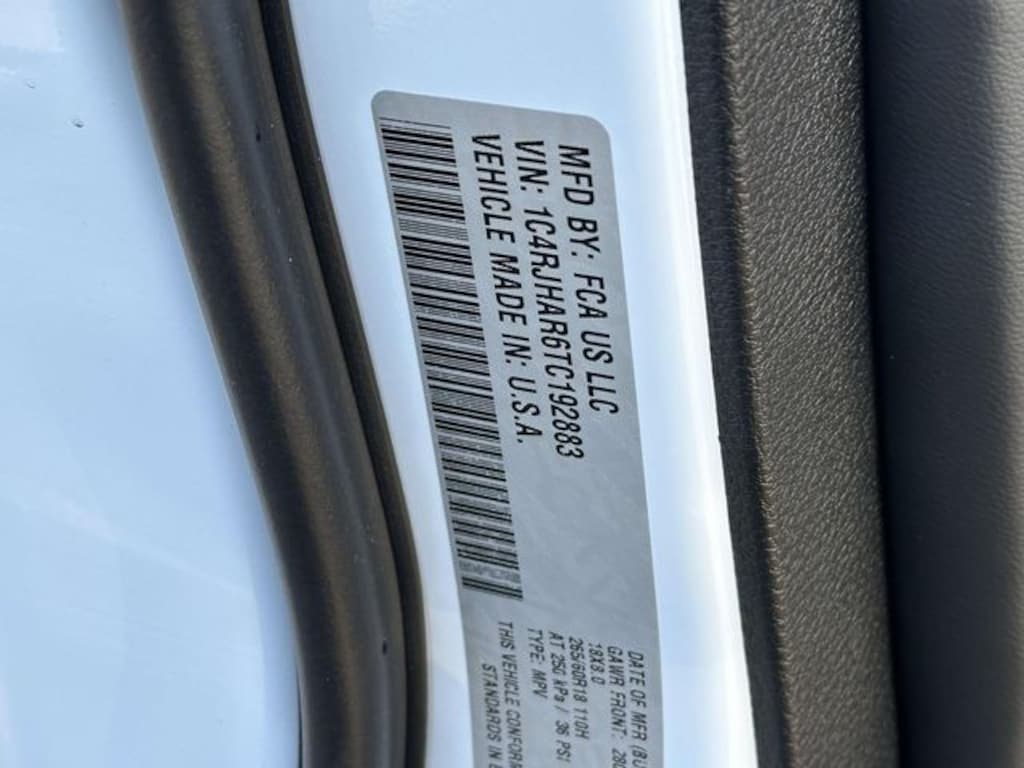 MFD BY: FCA US LLC
VIN: 1C4RJHAR6TC192883
VEHICLE MADE IN: U.S.A.
DATE OF MFR
GAWR FRONT:
18X8.0
265/60R18 110H
AT 250 kPa / 36 PSI
TYPE: MPV
THIS VEHICLE
STANDARDS IN